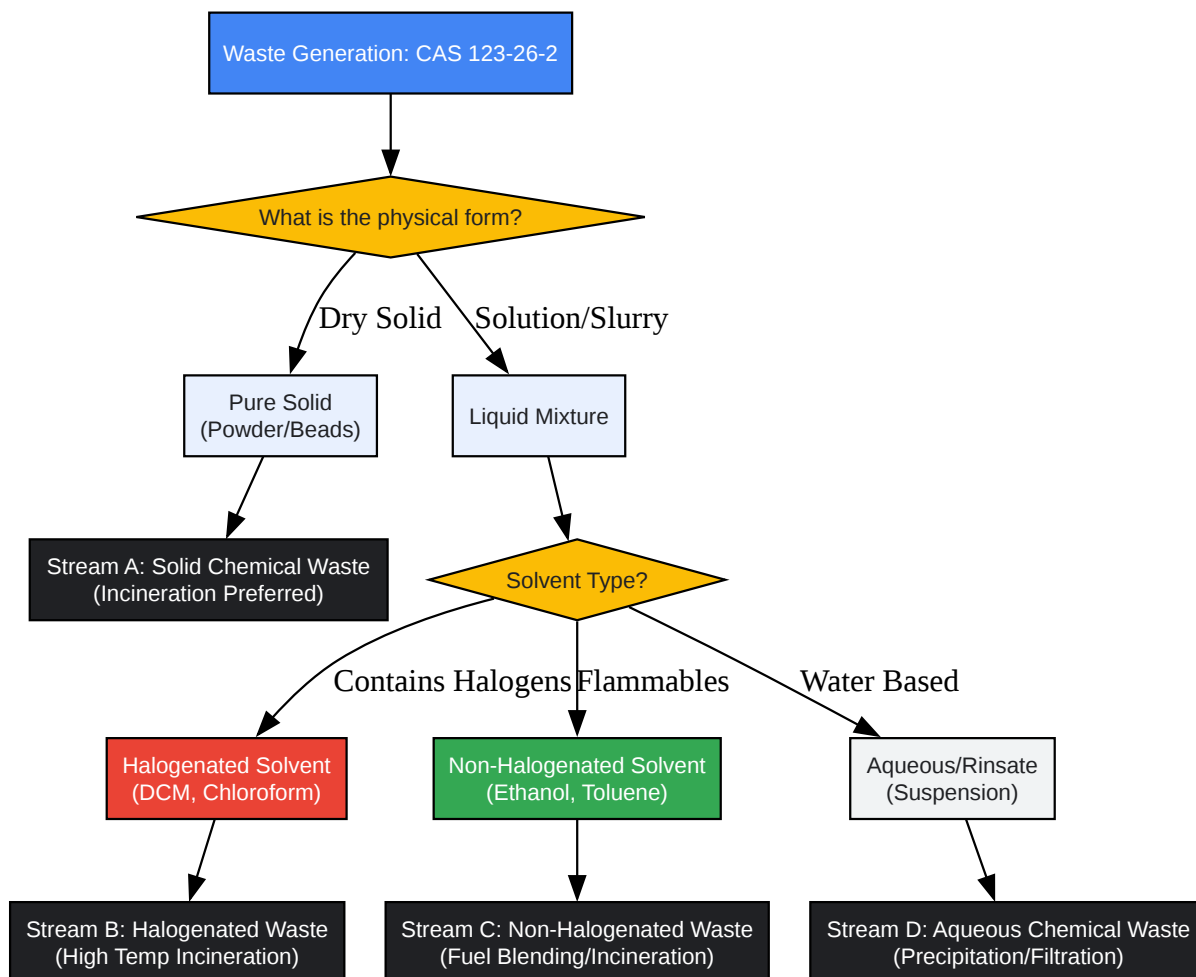 Waste Generation: CAS 123-26-2
What is the physical form?
Dry Solid
Solution/Slurry
Pure Solid
(Powder/Beads)
Liquid Mixture
Stream A: Solid Chemical Waste
(Incineration Preferred)
Solvent Type?
Contains Halogens
Flammables
Water Based
Halogenated Solvent
(DCM, Chloroform)
Non-Halogenated Solvent
(Ethanol, Toluene)
Aqueous/Rinsate
(Suspension)
Stream B: Halogenated Waste
(High Temp Incineration)
Stream C: Non-Halogenated Waste
(Fuel Blending/Incineration)
Stream D: Aqueous Chemical Waste
(Precipitation/Filtration)